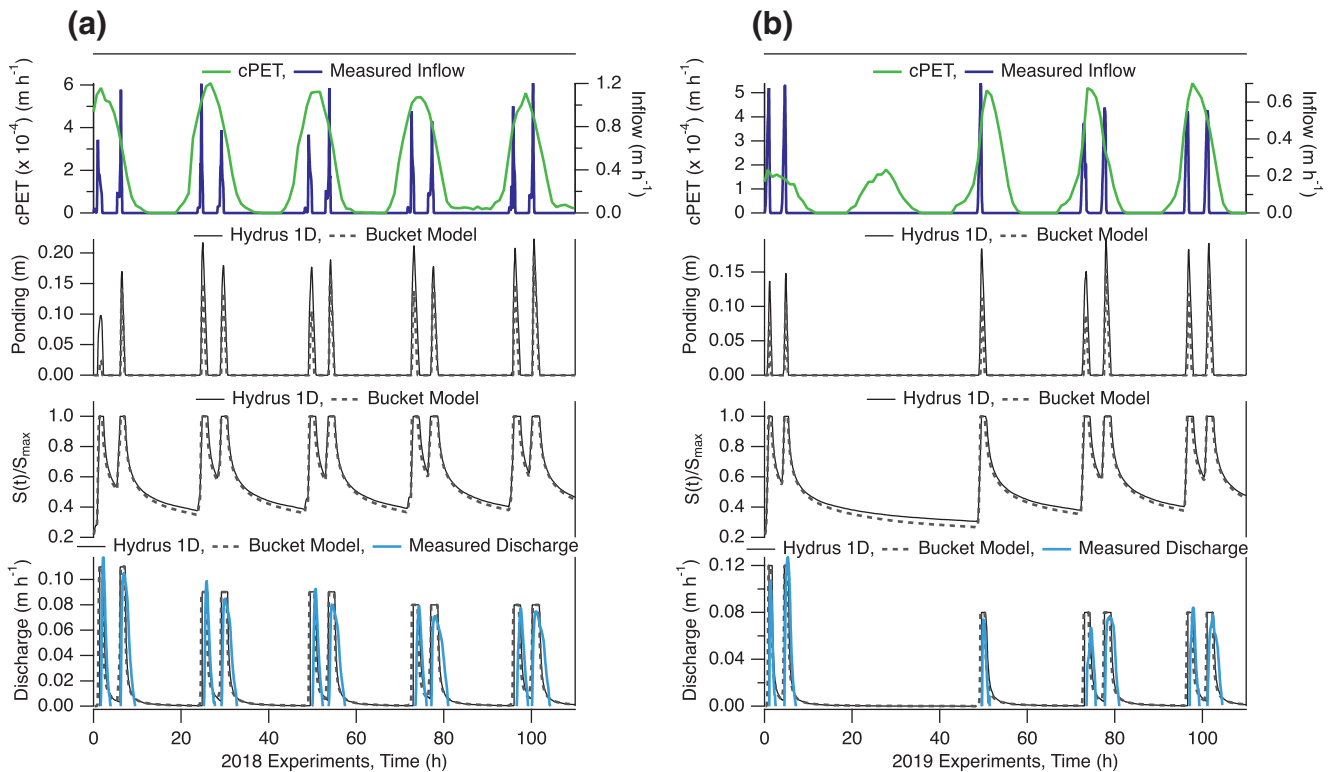 (a)
cPET, Measured Inflow
cPET (x 10⁻⁴) (m h⁻¹)
6
4
2
0
1.2
0.8
0.4
0.0
Inflow (m h⁻¹)
Hydrus 1D, Bucket Model
Ponding (m)
0.20
0.15
0.10
0.05
0.00
Hydrus 1D, Bucket Model
S(t)/Smax
1.0
0.8
0.6
0.4
0.2
Hydrus 1D, Bucket Model, Measured Discharge
Discharge (m h⁻¹)
0.10
0.08
0.06
0.04
0.02
0.00
0 20 40 60 80 100
2018 Experiments, Time (h)
(b)
cPET, Measured Inflow
cPET (x 10⁻⁴) (m h⁻¹)
5
4
3
2
1
0
0.6
0.4
0.2
0.0
Inflow (m h⁻¹)
Hydrus 1D, Bucket Model
Ponding (m)
0.15
0.10
0.05
0.00
Hydrus 1D, Bucket Model
S(t)/Smax
1.0
0.8
0.6
0.4
0.2
Hydrus 1D, Bucket Model, Measured Discharge
Discharge (m h⁻¹)
0.12
0.08
0.04
0.00
0 20 40 60 80 100
2019 Experiments, Time (h)